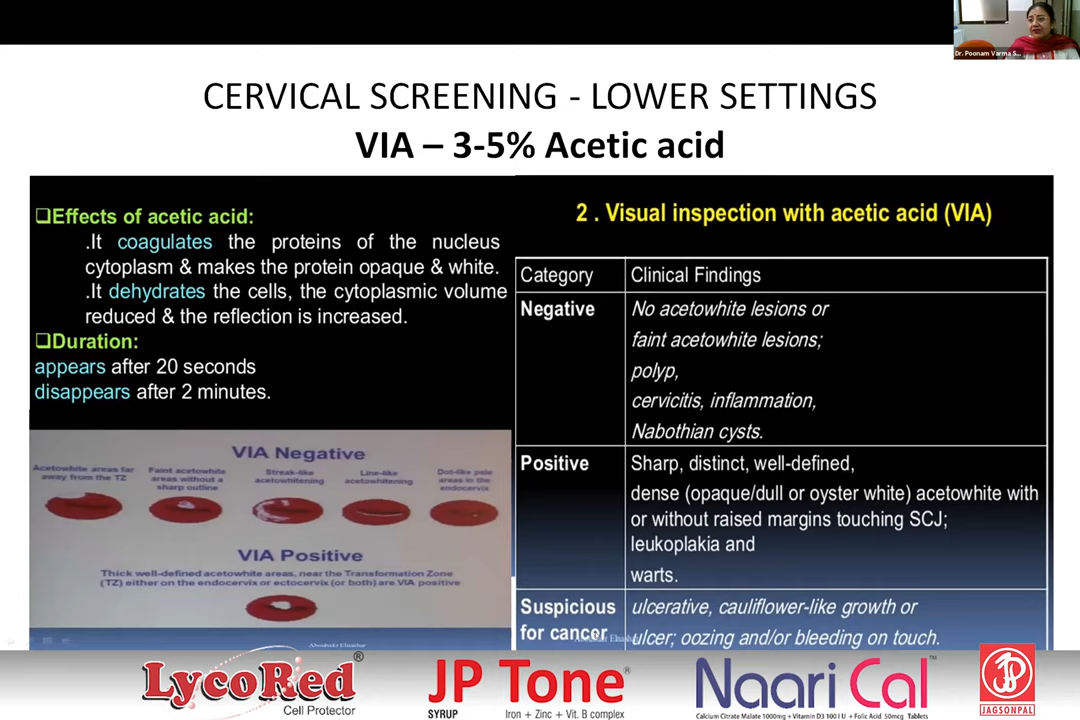 Dr. Poonam Varma S...
CERVICAL SCREENING - LOWER SETTINGS
VIA – 3-5% Acetic acid
❑Effects of acetic acid:
.It coagulates the proteins of the nucleus
cytoplasm & makes the protein opaque & white.
.It dehydrates the cells, the cytoplasmic volume
reduced & the reflection is increased.
❑Duration:
appears after 20 seconds
disappears after 2 minutes.
VIA Negative
Acetowhite areas far
away from the TZ
Faint acetowhite
areas without a
sharp outline
Streak-like
acetowhitening
Line-like
acetowhitening
Dot-like pale
areas in the
endocervix
VIA Positive
Thick well-defined acetowhite areas, near the Transformation Zone
(TZ) either on the endocervix or ectocervix (or both) are VIA positive
2 . Visual inspection with acetic acid (VIA)
Category Clinical Findings
Negative No acetowhite lesions or
faint acetowhite lesions;
polyp,
cervicitis, inflammation,
Nabothian cysts.
Positive Sharp, distinct, well-defined,
dense (opaque/dull or oyster white) acetowhite with
or without raised margins touching SCJ;
leukoplakia and
warts.
Suspicious ulcerative, cauliflower-like growth or
for cancer ulcer; oozing and/or bleeding on touch.
LycoRed®
Cell Protector
JP Tone®
SYRUP Iron + Zinc + Vit. B complex
Naari Cal™
Calcium Citrate Malate 1000mg + Vitamin D3 100 I U + Folic Acid 50mcg Tablets
JP
JAGSONPAL